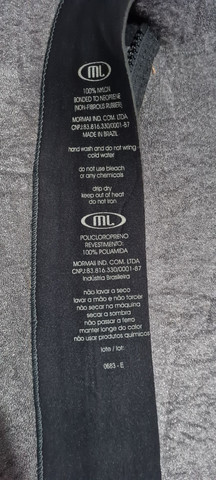 ML
100% NYLON
BONDED TO NEOPRENE
(NON-FIBROUS RUBBER)
MORMAII IND. COM. LTDA
CNPJ.83.816.330/0001-87
MADE IN BRAZIL
hand wash and do not wring
cold water
do not use bleach
or any chemicals
drip dry
keep out of heat
do not iron
ML
POLICLOROPRENO
REVESTIMENTO:
100% POLIAMIDA
MORMAII IND. COM. LTDA
CNPJ.83.816.330/0001-87
Indústria Brasileira
não lavar a seco
lavar a mão e não torcer
não secar na máquina
secar a sombra
não passar a ferro
manter longe do calor
não usar produtos químicos
lote / lot:
0683 - E